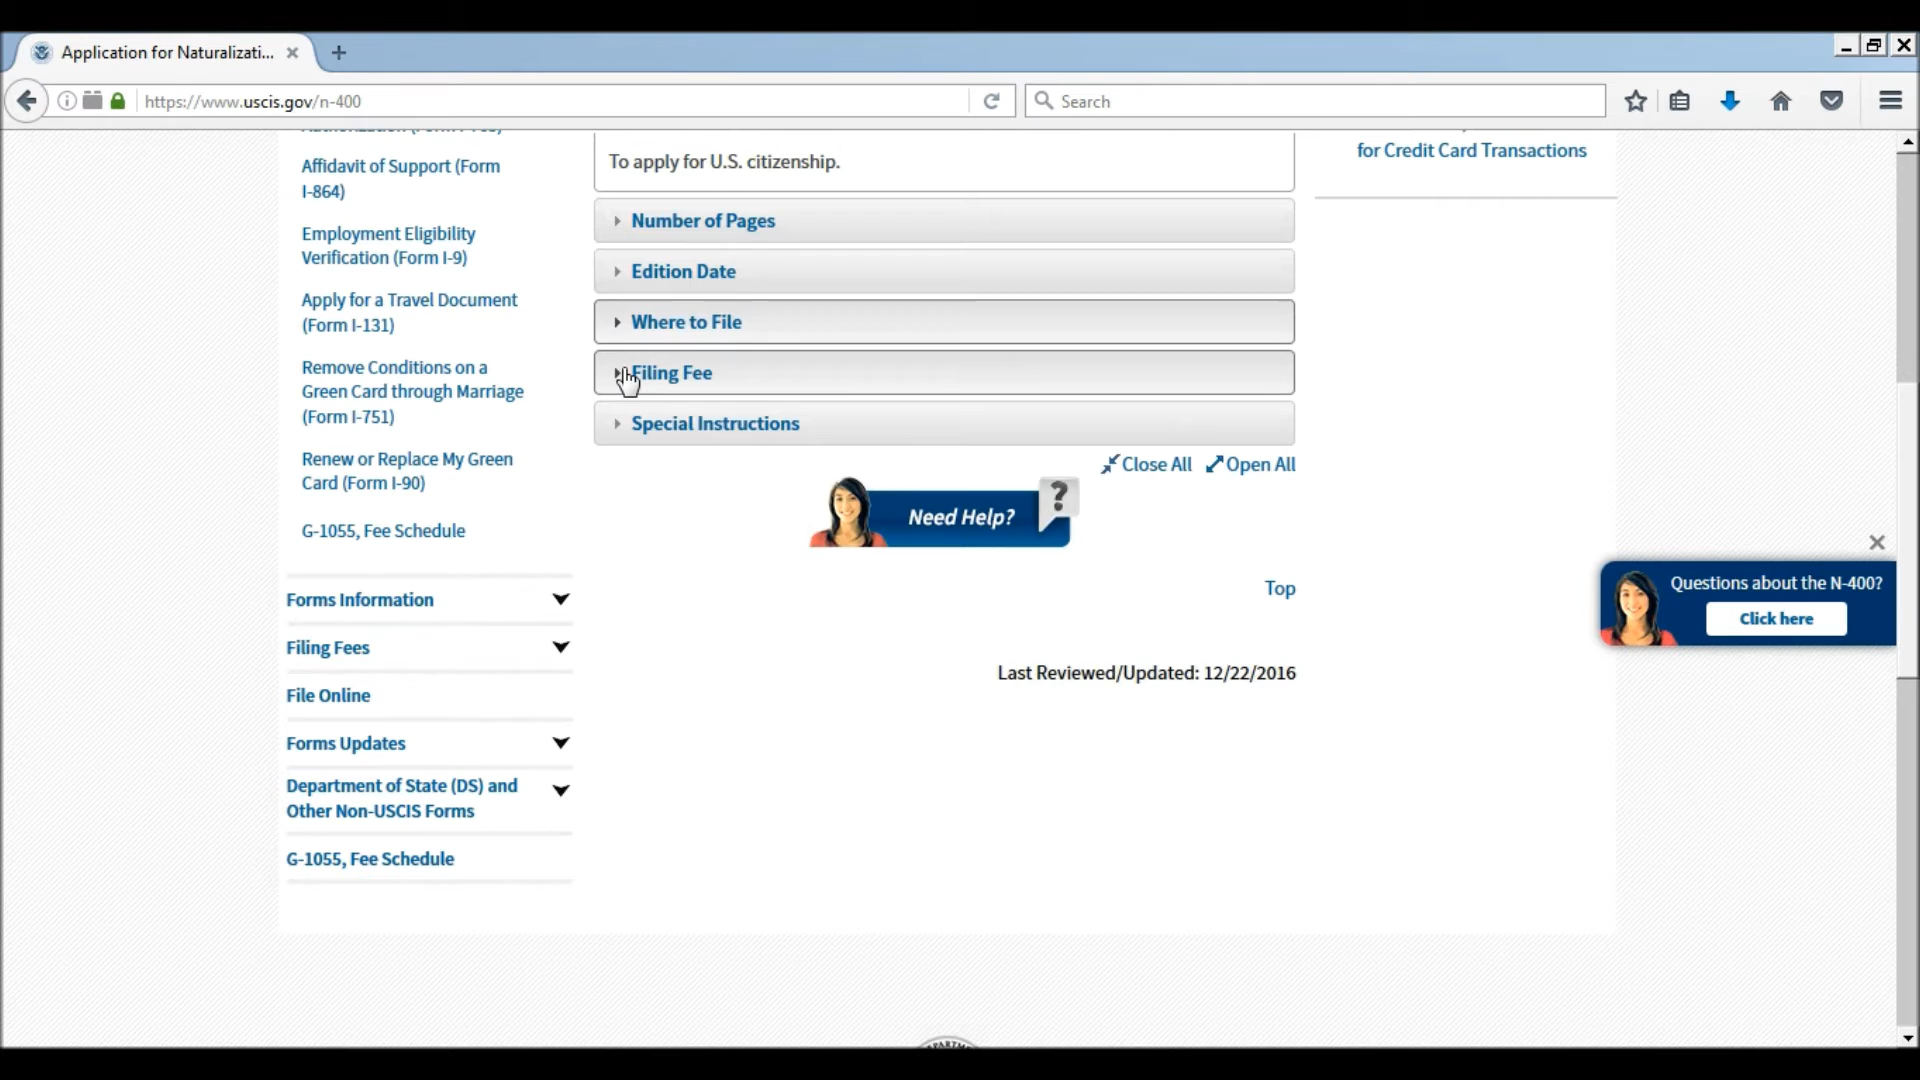 Application for Naturalizati...
https://www.uscis.gov/n-400
Search
Affidavit of Support (Form
I-864)
Employment Eligibility
Verification (Form I-9)
Apply for a Travel Document
(Form I-131)
Remove Conditions on a
Green Card through Marriage
(Form I-751)
Renew or Replace My Green
Card (Form I-90)
G-1055, Fee Schedule
Forms Information
Filing Fees
File Online
Forms Updates
Department of State (DS) and
Other Non-USCIS Forms
G-1055, Fee Schedule
To apply for U.S. citizenship.
Number of Pages
Edition Date
Where to File
Filing Fee
Special Instructions
Close All
Open All
Need Help?
?
Top
Last Reviewed/Updated: 12/22/2016
for Credit Card Transactions
Questions about the N-400?
Click here